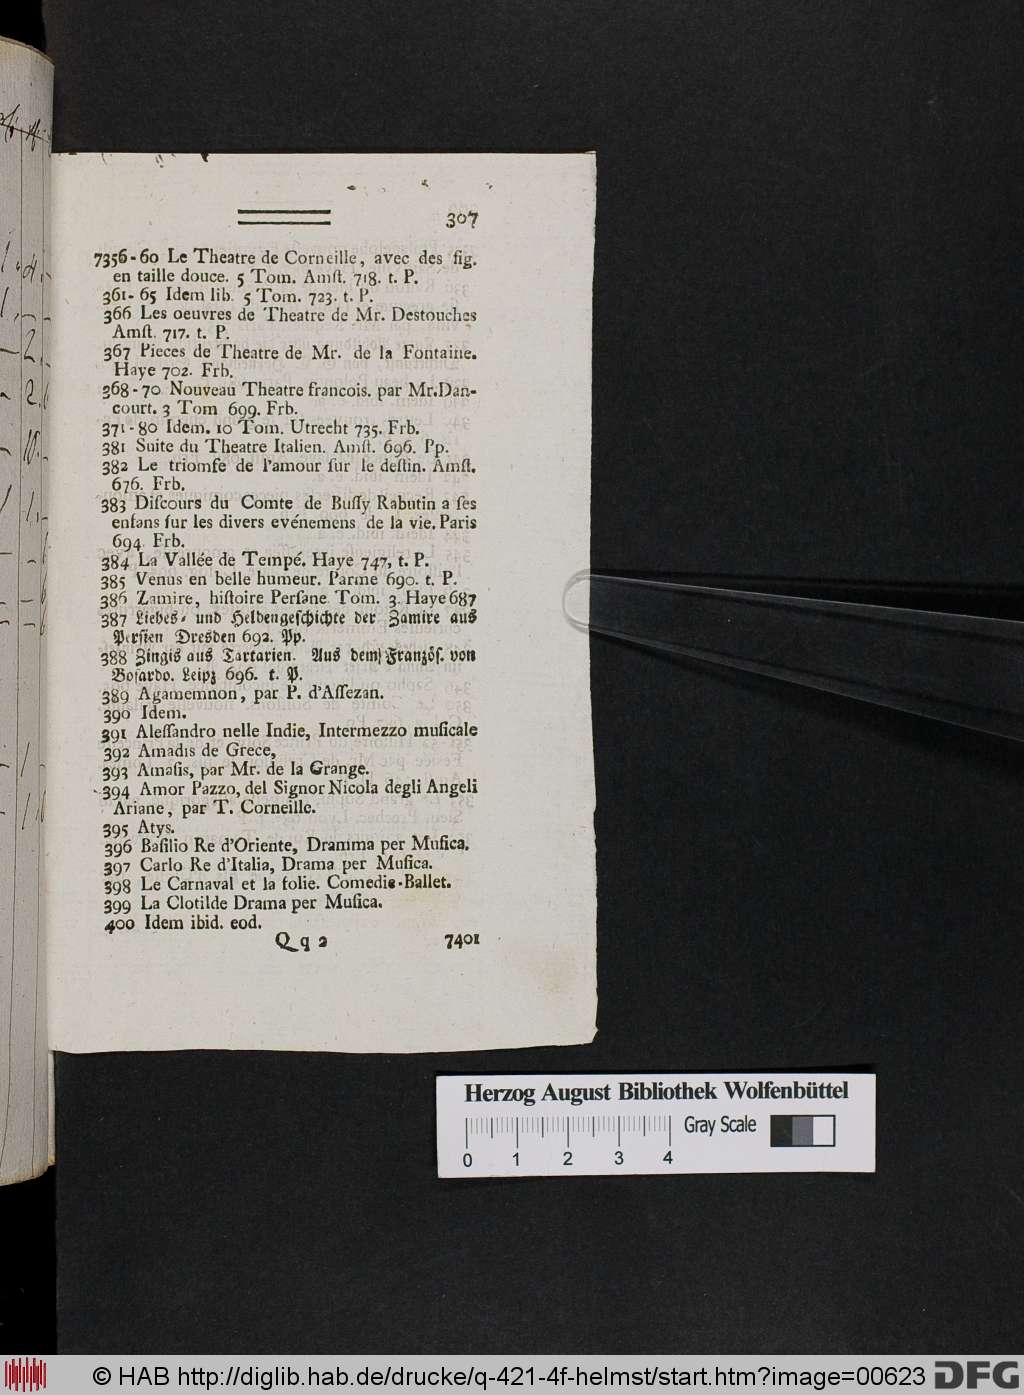 307
7356-60 Le Theatre de Corneille, avec des fig.
en taille douce. 5 Tom. Amſt. 718. t. P.
361-65 Idem lib. 5 Tom. 723. t. P.
366 Les oeuvres de Theatre de Mr. Destouches
Amſt. 717. t. P.
367 Pieces de Theatre de Mr. de la Fontaine.
Haye 702. Frb.
368-70 Nouveau Theatre francois. par Mr. Dan-
court. 3 Tom 699. Frb.
371-80 Idem. 10 Tom. Utrecht 735. Frb.
381 Suite du Theatre Italien. Amſt. 696. Pp.
382 Le triomfe de l'amour ſur le deſtin. Amſt.
676. Frb.
383 Diſcours du Comte de Buſſy Rabutin a ſes
enfans ſur les divers evénemens de la vie. Paris
694. Frb.
384 La Vallée de Tempé. Haye 747, t. P.
385 Venus en belle humeur. Parme 690. t. P.
386 Zamire, hiſtoire Perſane Tom. 3. Haye 687
387 Liebes- und Heldengeſchichte der Zamire aus
Perſien Dresden 692. Pp.
388 Zingis aus Tartarien. Aus dem Franzöſ. von
Boſardo. Leipz 696. t. P.
389 Agamemnon, par P. d'Aſſezan.
390 Idem.
391 Aleſſandro nelle Indie, Intermezzo muſicale
392 Amadis de Grece,
393 Amaſis, par Mr. de la Grange.
394 Amor Pazzo, del Signor Nicola degli Angeli
Ariane, par T. Corneille.
395 Atys.
396 Baſilio Re d'Oriente, Dramma per Muſica.
397 Carlo Re d'Italia, Drama per Muſica.
398 Le Carnaval et la folie. Comedie-Ballet.
399 La Clotilde Drama per Muſica.
400 Idem ibid. eod.
Q q 2 7401
Herzog August Bibliothek Wolfenbüttel
Gray Scale
0 1 2 3 4
© HAB http://diglib.hab.de/drucke/q-421-4f-helmst/start.htm?image=00623 DFG